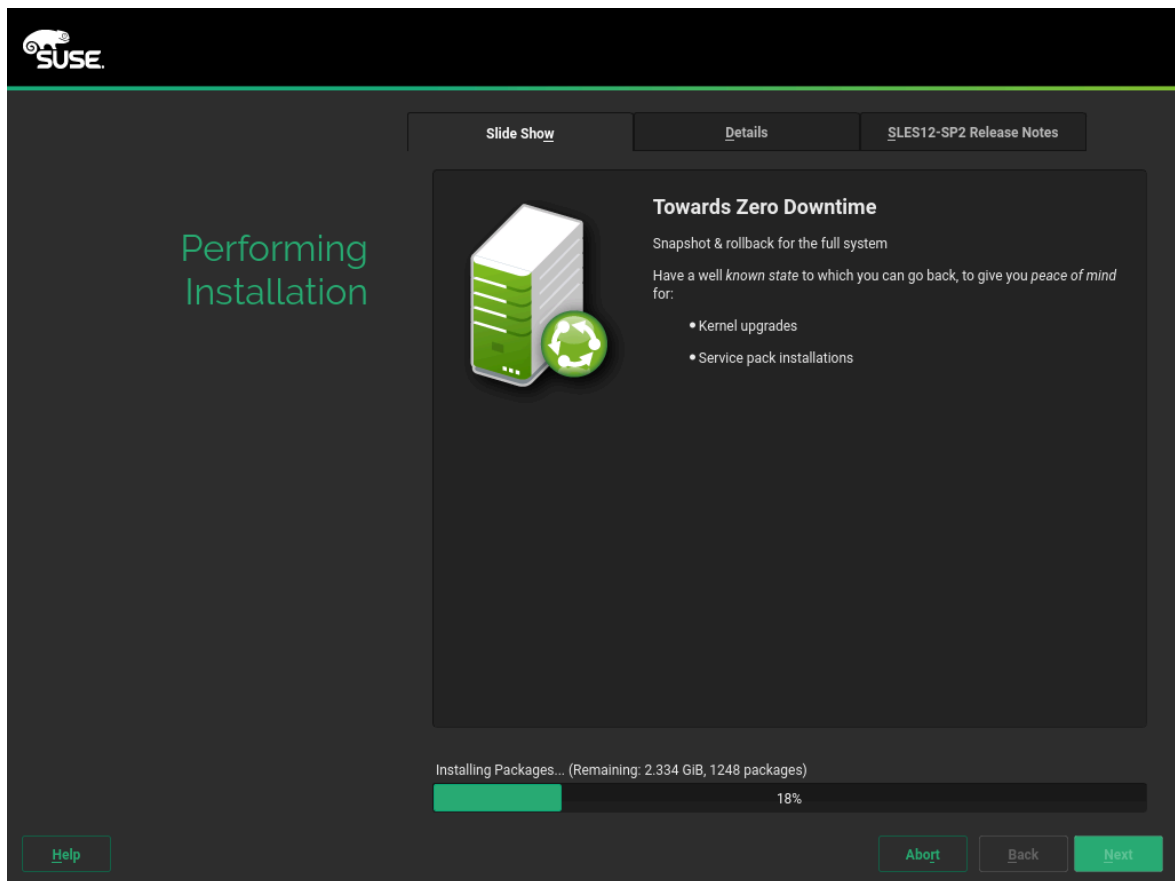 SUSE.
Slide Show
Details
SLES12-SP2 Release Notes
Performing
Installation
Towards Zero Downtime
Snapshot & rollback for the full system
Have a well known state to which you can go back, to give you peace of mind
for:
• Kernel upgrades
• Service pack installations
Installing Packages... (Remaining: 2.334 GiB, 1248 packages)
18%
Help
Abort
Back
Next